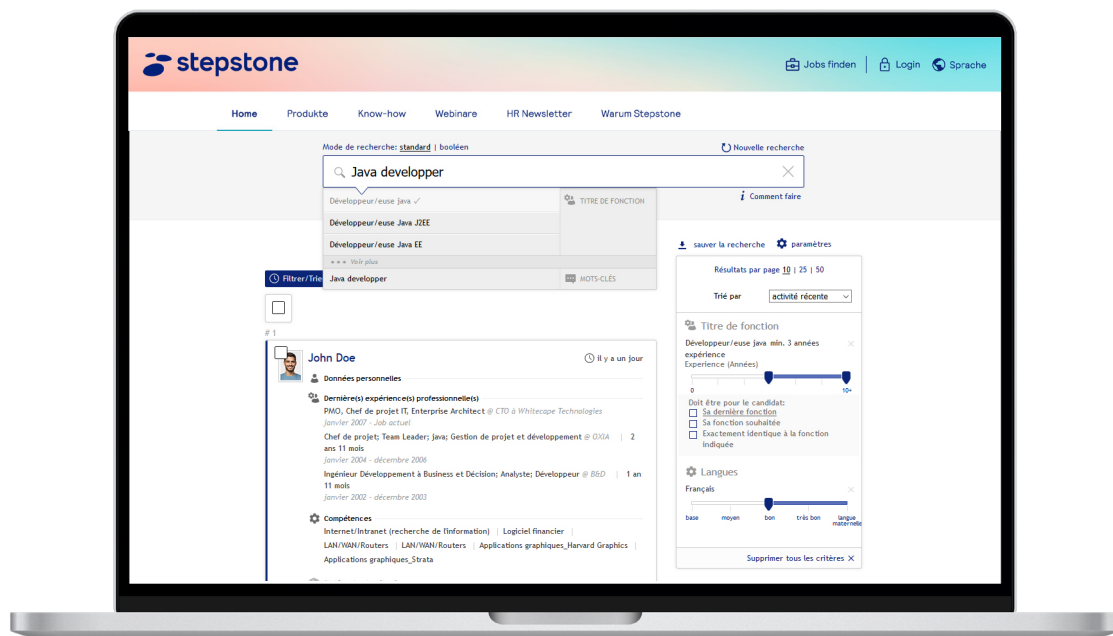 stepstone
Jobs finden
Login
Sprache
Home Produkte Know-how Webinare HR Newsletter Warum Stepstone
Mode de recherche: standard | booléen
Nouvelle recherche
Java developper
Comment faire
Développeur/euse java
TITRE DE FONCTION
Développeur/euse Java J2EE
Développeur/euse Java EE
Voir plus
Java developper
MOTS-CLÉS
sauver la recherche
paramètres
Filtrer/Trie
# 1
John Doe
il y a un jour
Données personnelles
Dernière(s) expérience(s) professionnelle(s)
PMO, Chef de projet IT, Enterprise Architect @ CTO à Whitecape Technologies
janvier 2007 - Job actuel
Chef de projet; Team Leader; java; Gestion de projet et développement @ OXIA | 2
ans 11 mois
janvier 2004 - décembre 2006
Ingénieur Développement à Business et Décision; Analyste; Développeur @ B&D | 1 an
11 mois
janvier 2002 - décembre 2003
Compétences
Internet/Intranet (recherche de l'information) | Logiciel financier |
LAN/WAN/Routers | LAN/WAN/Routers | Applications graphiques_Harvard Graphics |
Applications graphiques_Strata
Résultats par page 10 | 25 | 50
Trié par activité récente
Titre de fonction
Développeur/euse java min. 3 années
expérience
Experience (Années)
0 10+
Doit être pour le candidat:
Sa dernière fonction
Sa fonction souhaitée
Exactement identique à la fonction
indiquée
Langues
Français
base moyen bon très bon langue
maternelle
Supprimer tous les critères